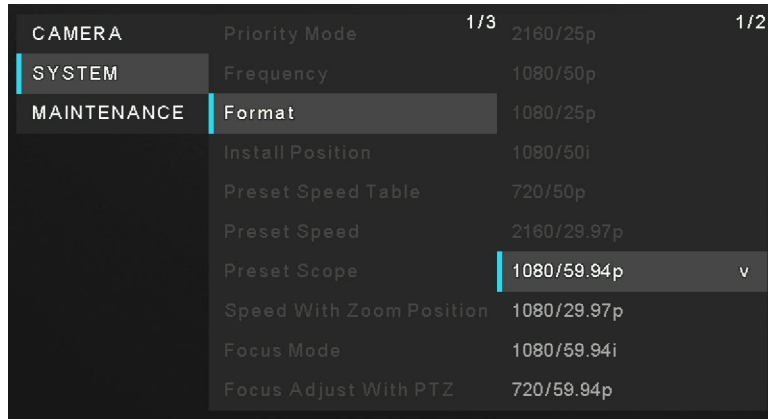 CAMERA
SYSTEM
MAINTENANCE
1/3
Priority Mode
Frequency
Format
Install Position
Preset Speed Table
Preset Speed
Preset Scope
Speed With Zoom Position
Focus Mode
Focus Adjust With PTZ
1/2
2160/25p
1080/50p
1080/25p
1080/50i
720/50p
2160/29.97p
1080/59.94p v
1080/29.97p
1080/59.94i
720/59.94p